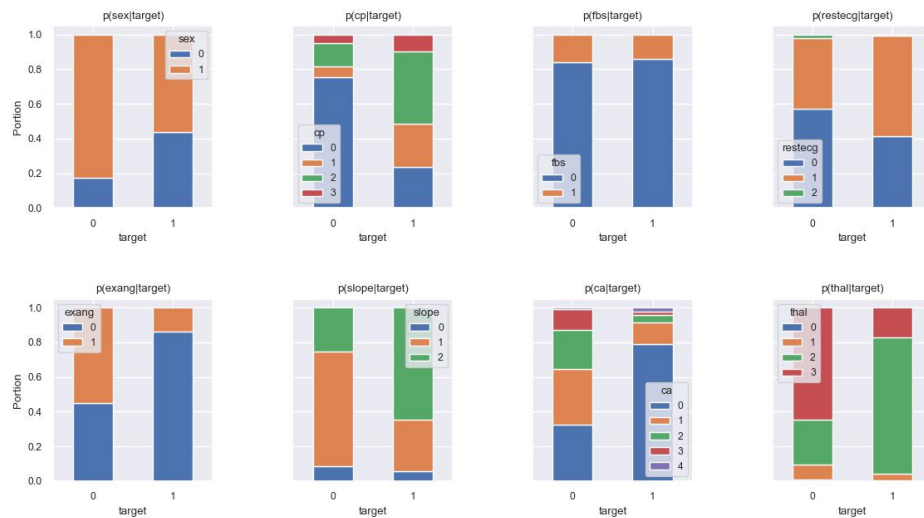 p(sex|target)
p(cp|target)
p(fbs|target)
p(restecg|target)
Portion
1.0
0.8
0.6
0.4
0.2
0.0
sex
0
1
cp
0
1
2
3
fbs
0
1
restecg
0
1
2
0 1
0 1
0 1
0 1
target
target
target
target
p(exang|target)
p(slope|target)
p(ca|target)
p(thal|target)
Portion
1.0
0.8
0.6
0.4
0.2
0.0
exang
0
1
slope
0
1
2
ca
0
1
2
3
4
thal
0
1
2
3
0 1
0 1
0 1
0 1
target
target
target
target